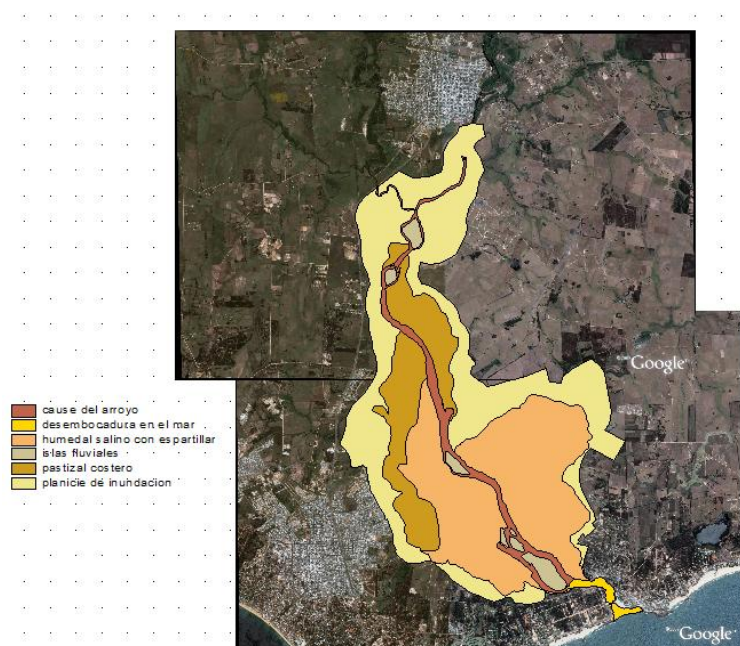 Google
cause del arroyo
desembocadura en el mar
humedal salino con espartillar
islas fluviales
pastizal costero
planicie de inundacion
Google